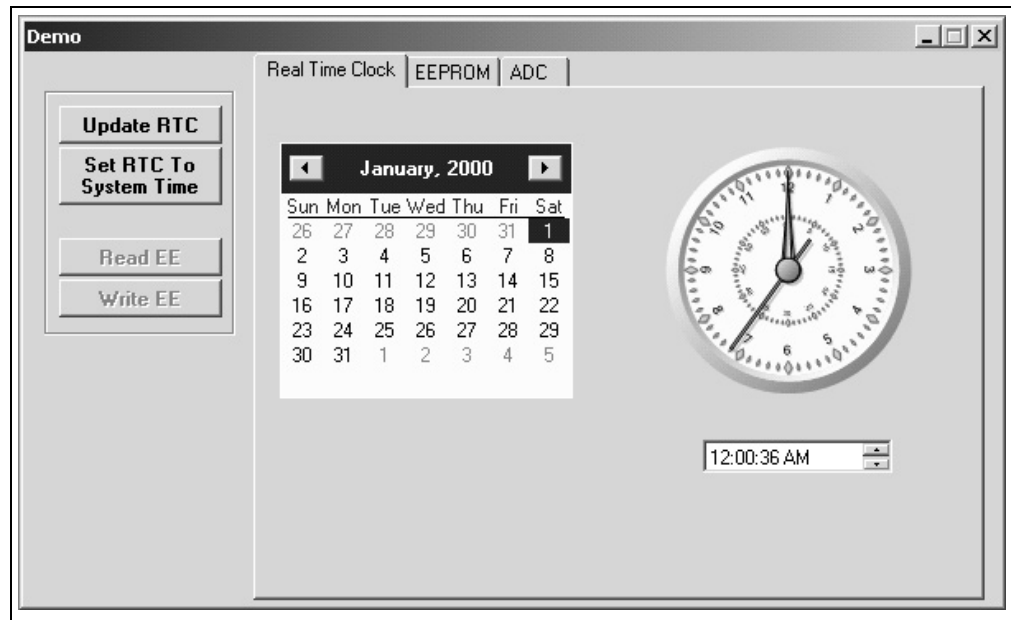 Demo
Real Time Clock EEPROM ADC
Update RTC
Set RTC To
System Time
Read EE
Write EE
January, 2000
Sun Mon Tue Wed Thu Fri Sat
26 27 28 29 30 31 1
2 3 4 5 6 7 8
9 10 11 12 13 14 15
16 17 18 19 20 21 22
23 24 25 26 27 28 29
30 31 1 2 3 4 5
12
1
2
3
4
5
6
7
8
9
10
11
12:00:36 AM